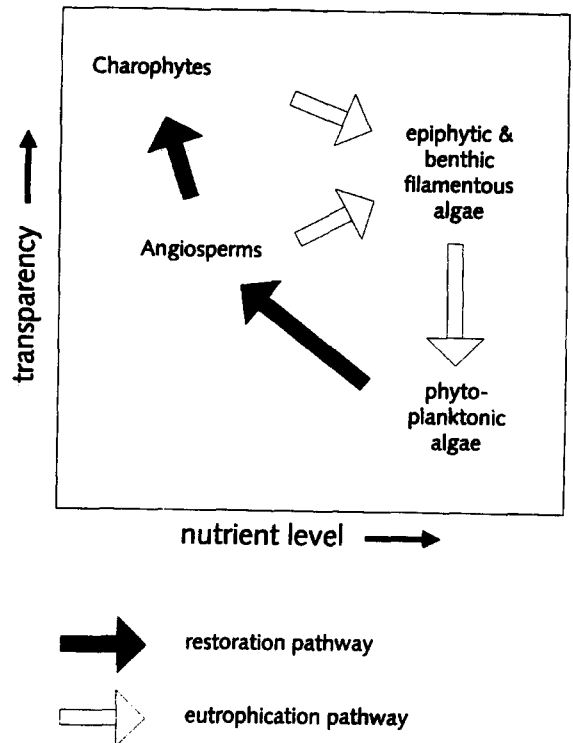 Charophytes
epiphytic &
benthic
filamentous
algae
Angiosperms
phyto-
planktonic
algae
transparency
nutrient level
restoration pathway
eutrophication pathway